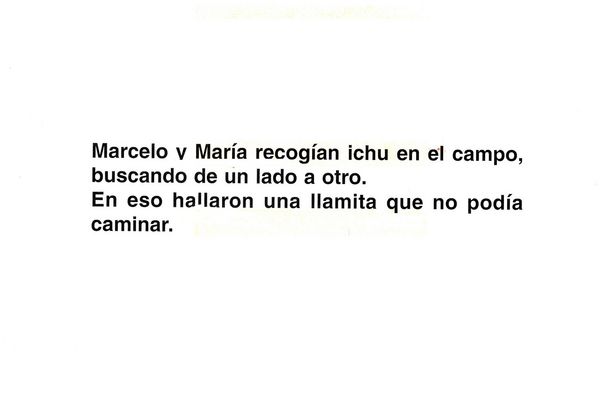 Marcelo y María recogían ichu en el campo,
buscando de un lado a otro.
En eso hallaron una llamita que no podía
caminar.